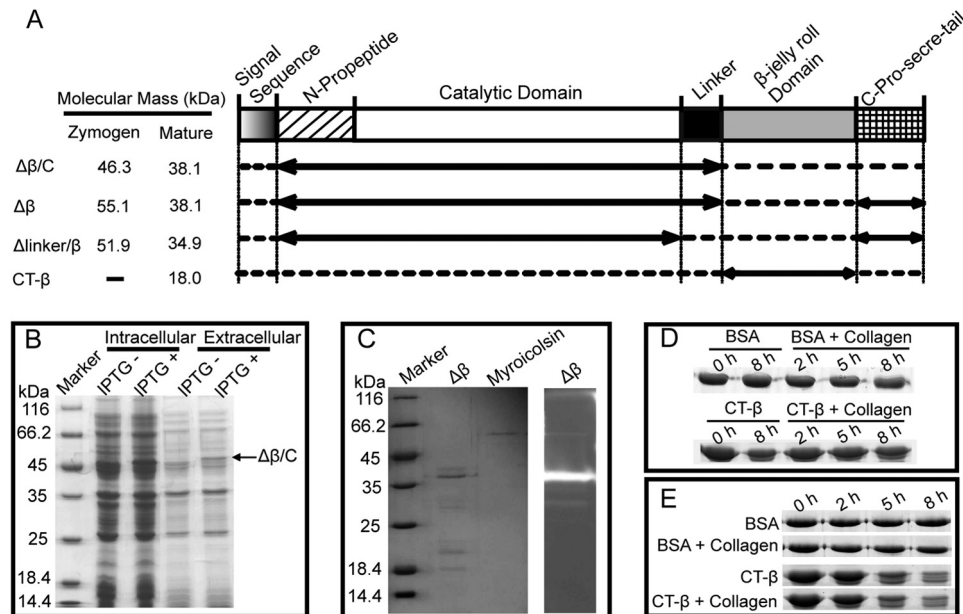 A
Signal
Sequence
N-Propeptide
Catalytic Domain
Linker
β-jelly roll
Domain
C-Pro-secre-tail
Molecular Mass (kDa)
Zymogen Mature
Δβ/C 46.3 38.1
Δβ 55.1 38.1
Δlinker/β 51.9 34.9
CT-β – 18.0
B
Intracellular Extracellular
Marker IPTG - IPTG + IPTG - IPTG +
kDa
116
66.2
45
35
25
18.4
14.4
Δβ/C
C
Marker Δβ Myroicolsin Δβ
kDa
116
66.2
45
35
25
18.4
14.4
D
BSA BSA + Collagen
0 h 8 h 2 h 5 h 8 h
CT-β CT-β + Collagen
0 h 8 h 2 h 5 h 8 h
E
0 h 2 h 5 h 8 h
BSA
BSA + Collagen
CT-β
CT-β + Collagen